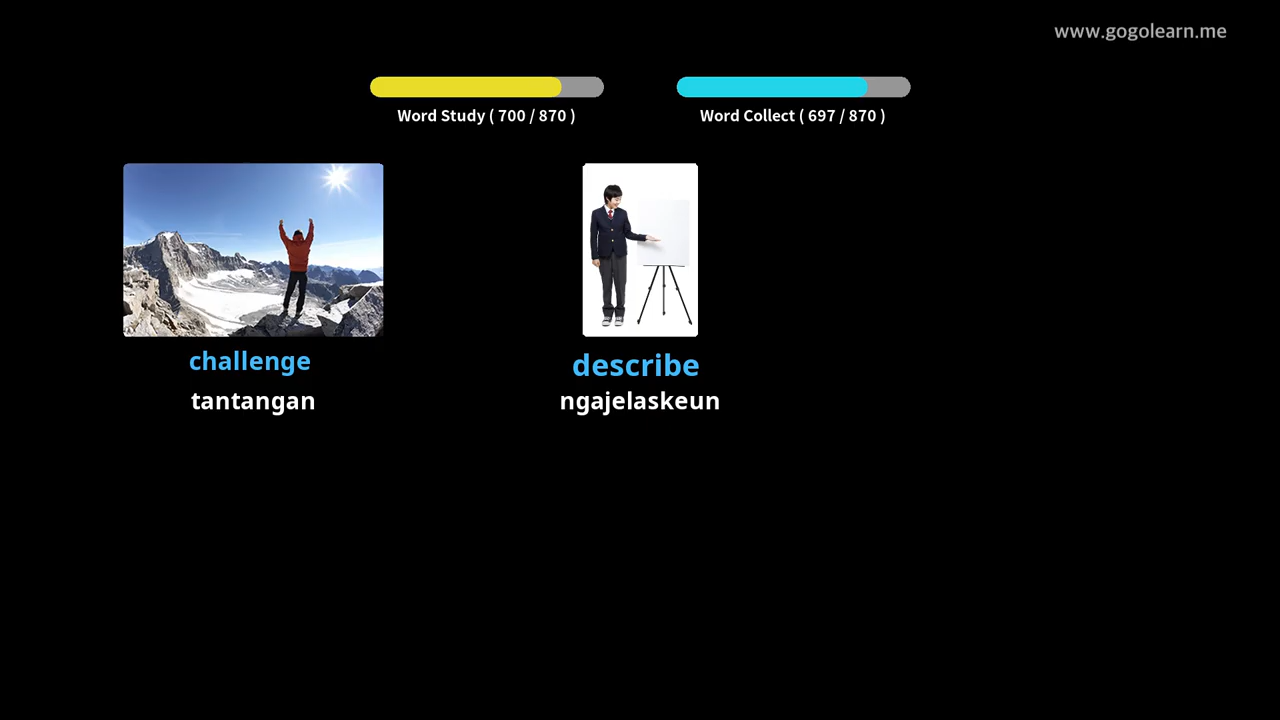 www.gogolearn.me
Word Study ( 700 / 870 )
Word Collect ( 697 / 870 )
challenge
tantangan
describe
ngajelaskeun